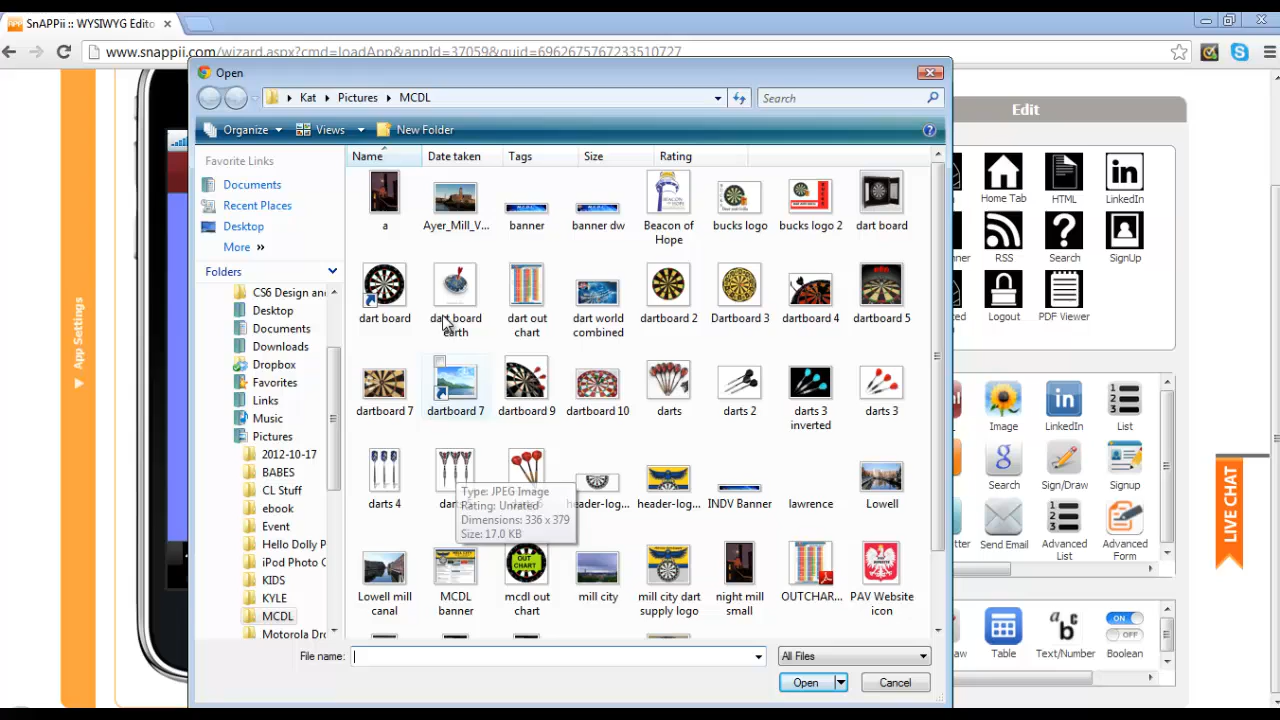 SnAPPii :: WYSIWYG Edito
www.snappii.com/wizard.aspx?cmd=loadApp&appId=37059&guid=6962675767233510727
Open
Kat
Pictures
MCDL
Search
Organize
Views
New Folder
Favorite Links
Documents
Recent Places
Desktop
More »
Folders
CS6 Design an
Desktop
Documents
Downloads
Dropbox
Favorites
Links
Music
Pictures
2012-10-17
BABES
CL Stuff
ebook
Event
Hello Dolly P
iPod Photo C
KIDS
KYLE
MCDL
Motorola Dro
Name
Date taken
Tags
Size
Rating
a
Ayer_Mill_V...
banner
banner dw
Beacon of
Hope
bucks logo
bucks logo 2
dart board
dart board
dart board
earth
dart out
chart
dart world
combined
dartboard 2
Dartboard 3
dartboard 4
dartboard 5
dartboard 7
dartboard 7
dartboard 9
dartboard 10
darts
darts 2
darts 3
inverted
darts 3
darts 4
Type: JPEG Image
Rating: Unrated
Dimensions: 336 x 379
Size: 17.0 KB
header-log...
INDV Banner
lawrence
Lowell
Lowell mill
canal
MCDL
banner
mcdl out
chart
mill city
mill city dart
supply logo
night mill
small
OUTCHAR...
PAV Website
icon
OUT
CHART
File name:
All Files
Open
Cancel
App Settings
Edit
Home Tab
HTML
LinkedIn
RSS
Search
SignUp
Logout
PDF Viewer
Image
LinkedIn
List
Search
Sign/Draw
Signup
Send Email
Advanced
List
Advanced
Form
Table
Text/Number
Boolean
ON
OFF
LIVE CHAT